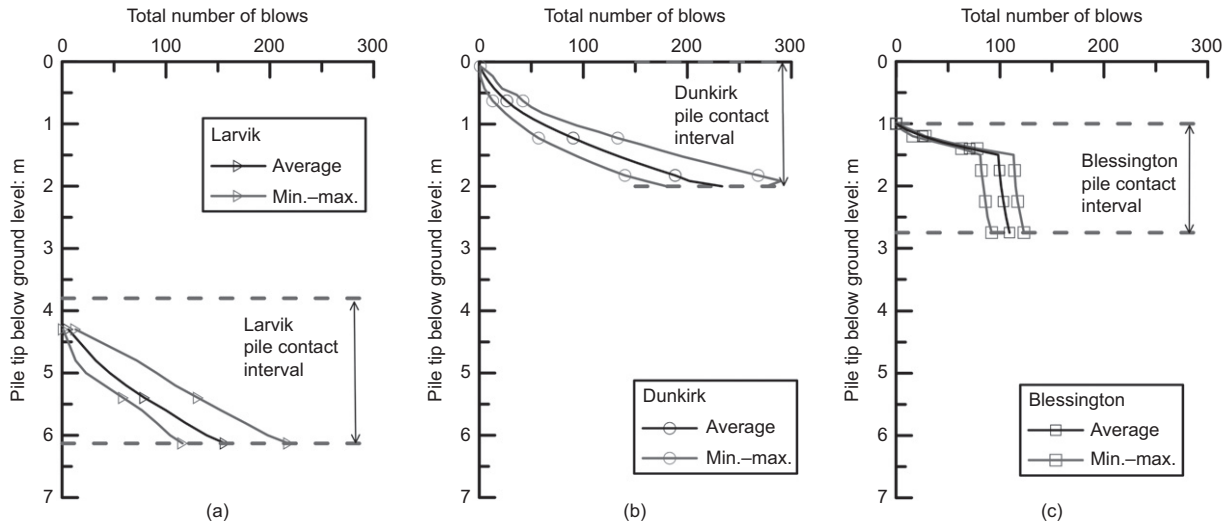 Total number of blows
0 100 200 300
0
1
2
3
4
5
6
7
Pile tip below ground level: m
Larvik
Average
Min.–max.
Larvik
pile contact
interval
(a)
Total number of blows
0 100 200 300
0
1
2
3
4
5
6
7
Pile tip below ground level: m
Dunkirk
pile contact
interval
Dunkirk
Average
Min.–max.
(b)
Total number of blows
0 100 200 300
0
1
2
3
4
5
6
7
Pile tip below ground level: m
Blessington
pile contact
interval
Blessington
Average
Min.–max.
(c)